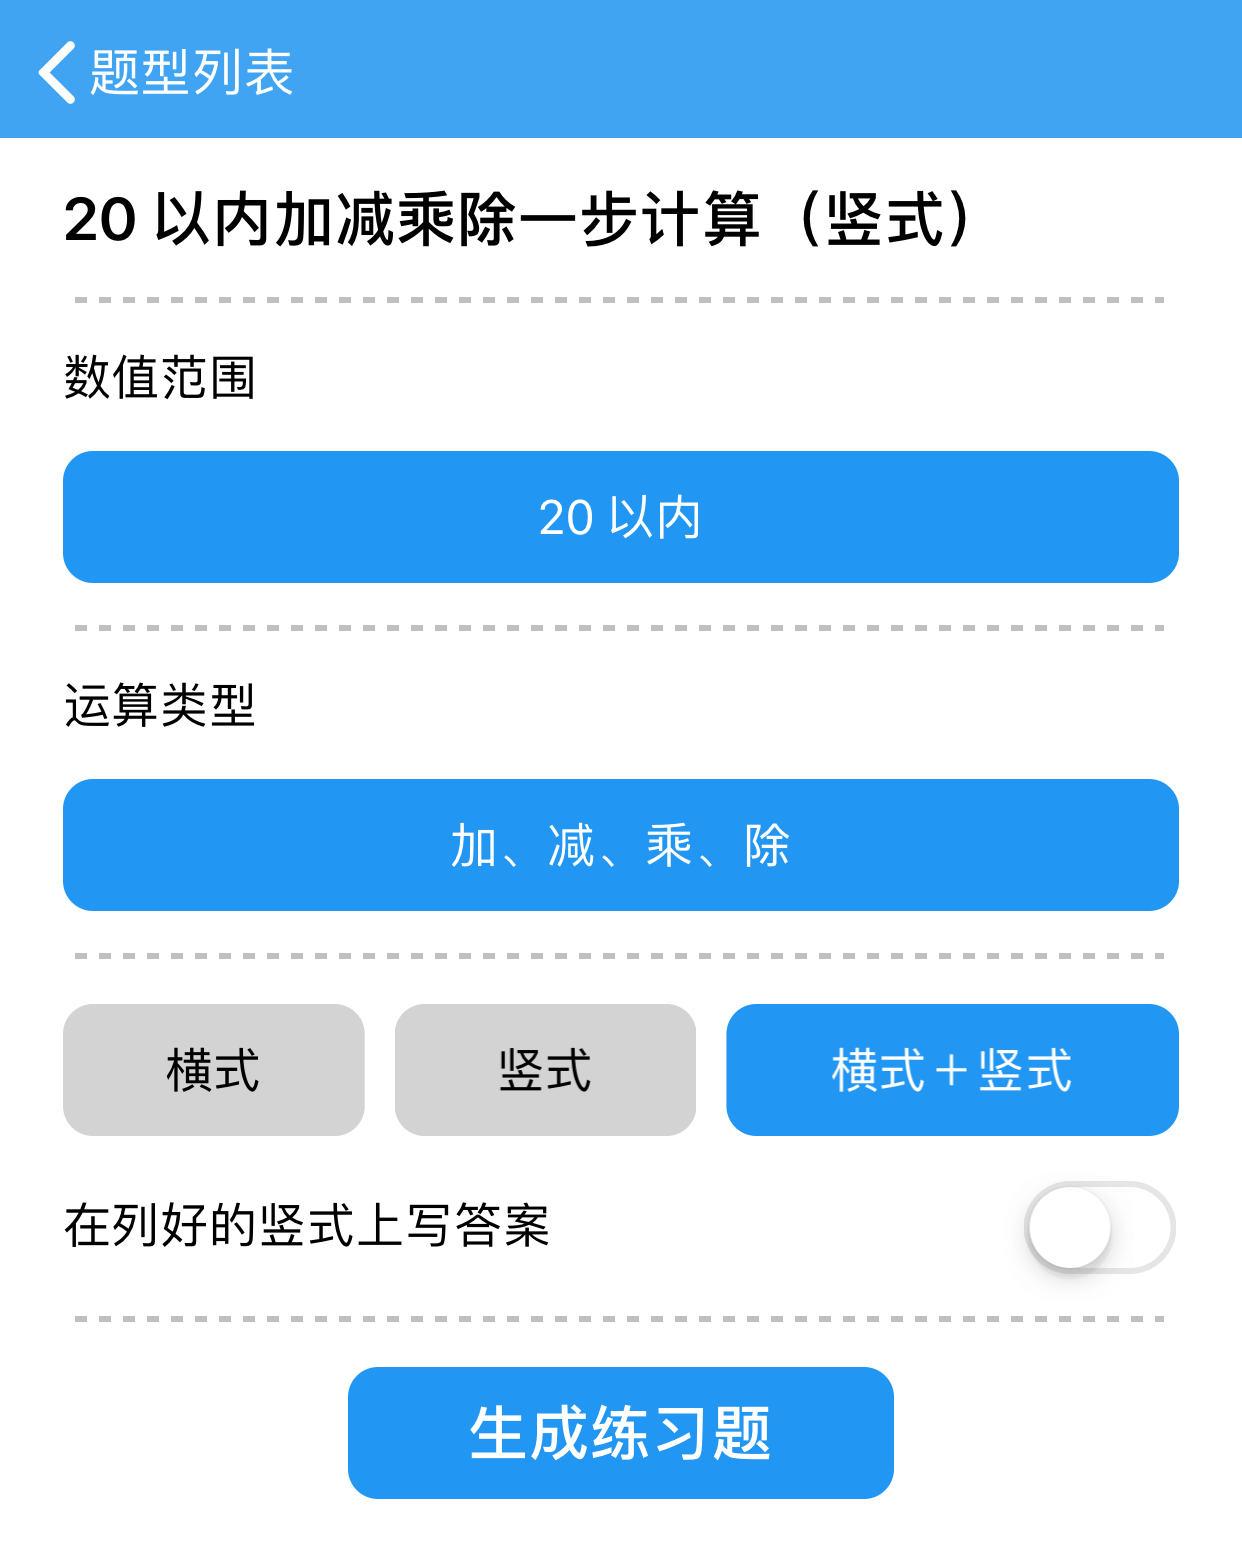 题型列表
20 以内加减乘除一步计算（竖式）
数值范围
20 以内
运算类型
加、减、乘、除
横式
竖式
横式＋竖式
在列好的竖式上写答案
生成练习题